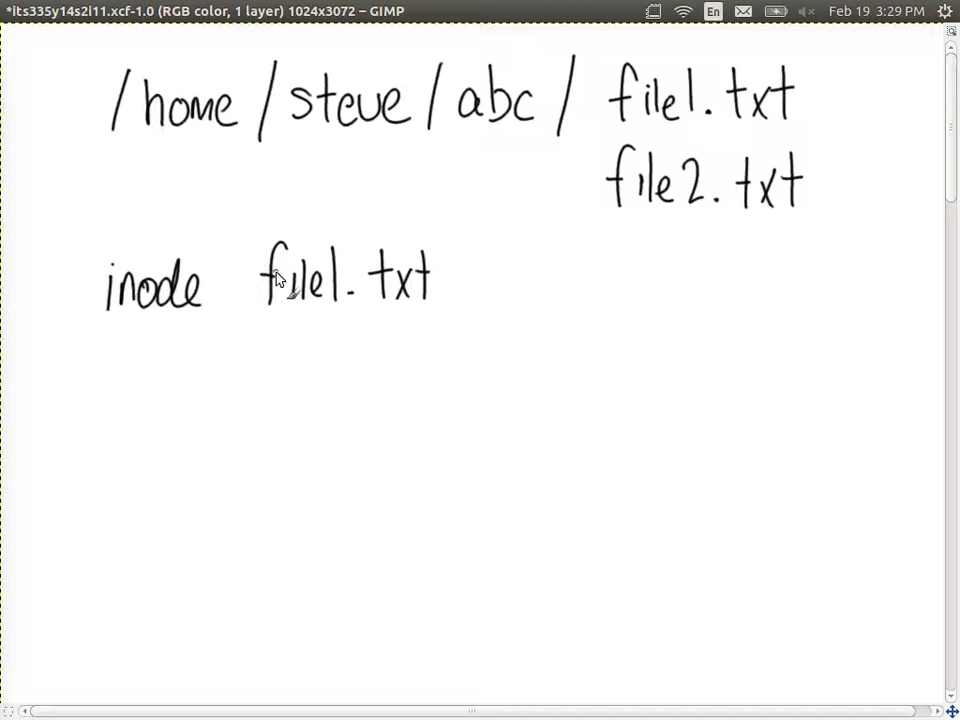 *its335y14s2i11.xcf-1.0 (RGB color, 1 layer) 1024x3072 – GIMP
En
Feb 19 3:29 PM
/home/steve/abc/ file1.txt
file2.txt
inode file1.txt